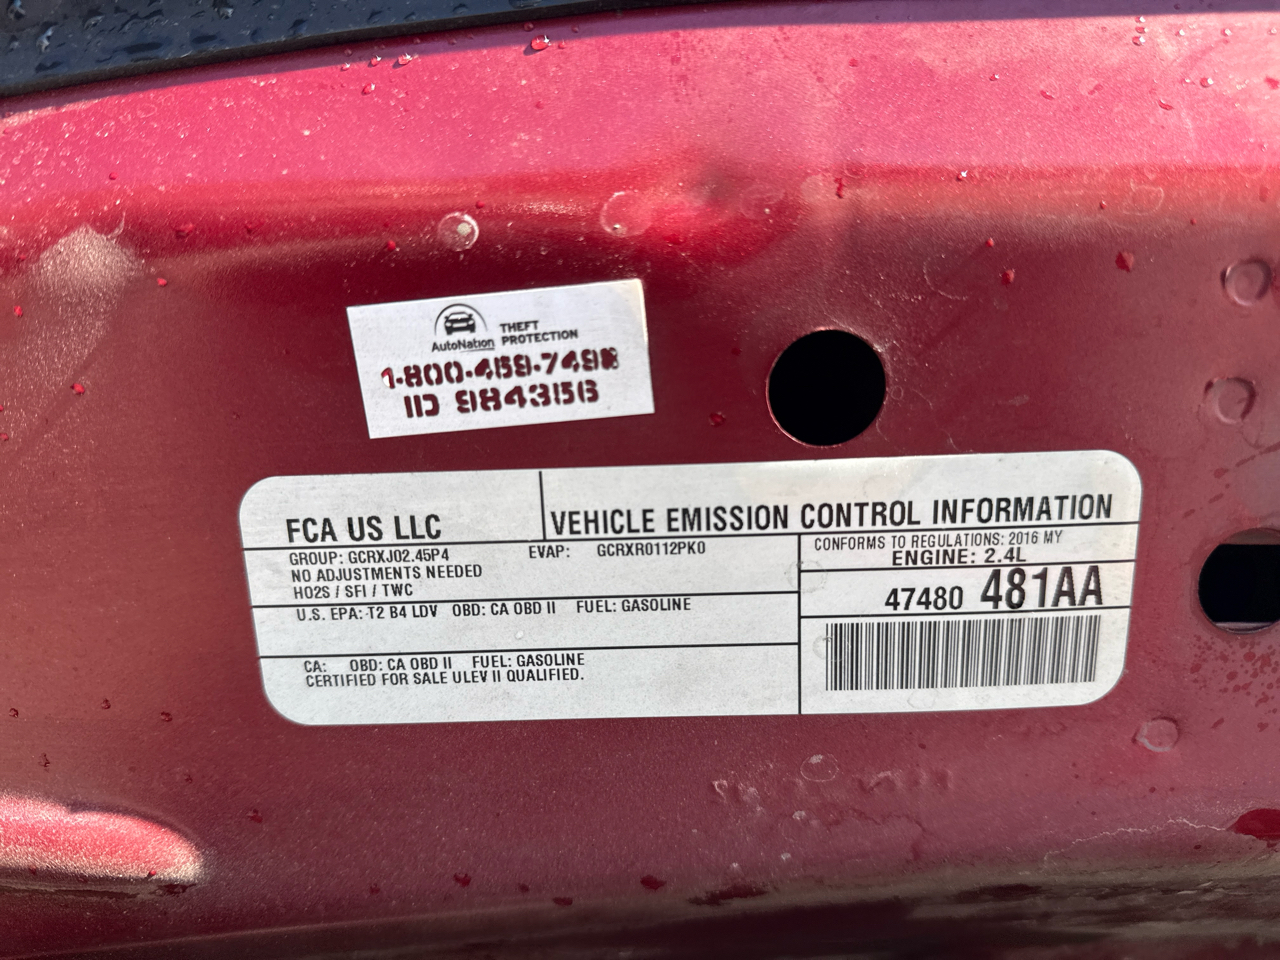 AutoNation
THEFT
PROTECTION
1-800-459-7498
ID 984356
FCA US LLC
VEHICLE EMISSION CONTROL INFORMATION
GROUP: GCRXJ02.45P4 EVAP: GCRXR0112PK0
NO ADJUSTMENTS NEEDED
HO2S / SFI / TWC
U.S. EPA: T2 B4 LDV OBD: CA OBD II FUEL: GASOLINE
CA: OBD: CA OBD II FUEL: GASOLINE
CERTIFIED FOR SALE ULEV II QUALIFIED.
CONFORMS TO REGULATIONS: 2016 MY
ENGINE: 2.4L
47480 481AA